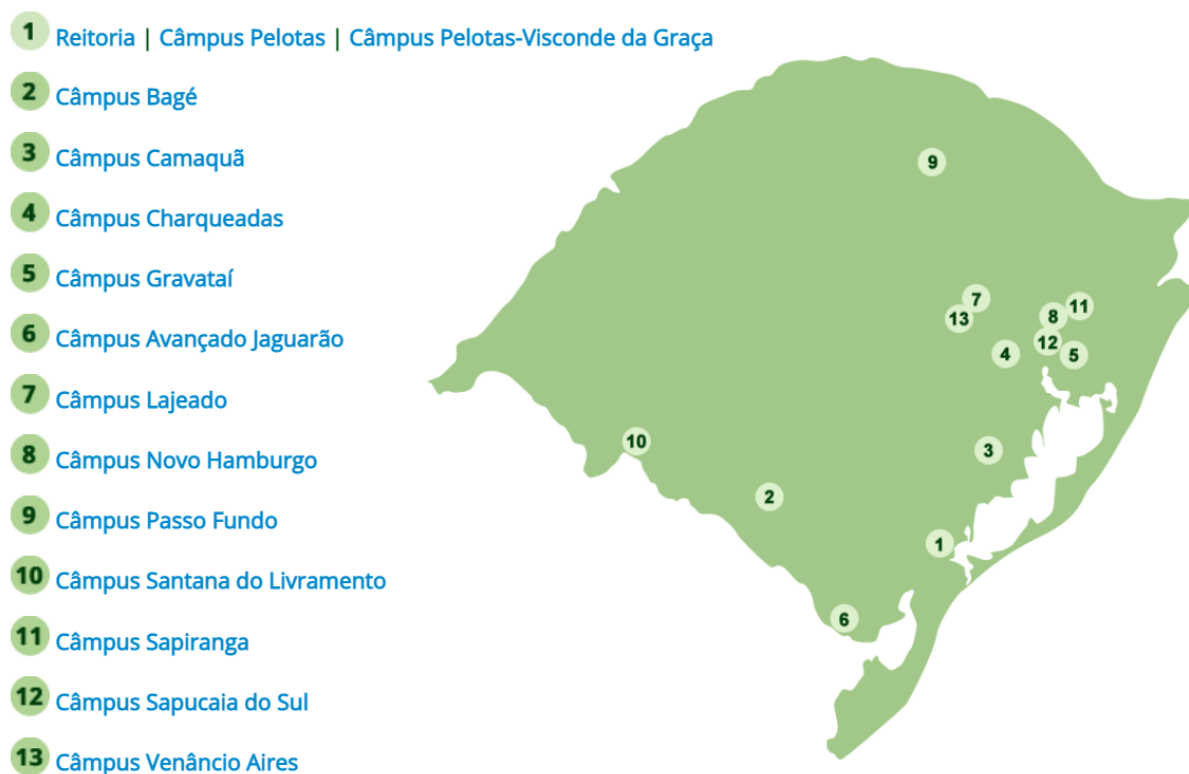 1 Reitoria | Câmpus Pelotas | Câmpus Pelotas-Visconde da Graça
2 Câmpus Bagé
3 Câmpus Camaquã
4 Câmpus Charqueadas
5 Câmpus Gravataí
6 Câmpus Avançado Jaguarão
7 Câmpus Lajeado
8 Câmpus Novo Hamburgo
9 Câmpus Passo Fundo
10 Câmpus Santana do Livramento
11 Câmpus Sapiranga
12 Câmpus Sapucaia do Sul
13 Câmpus Venâncio Aires
9
7
11
8
13
12
4
5
10
3
2
1
6